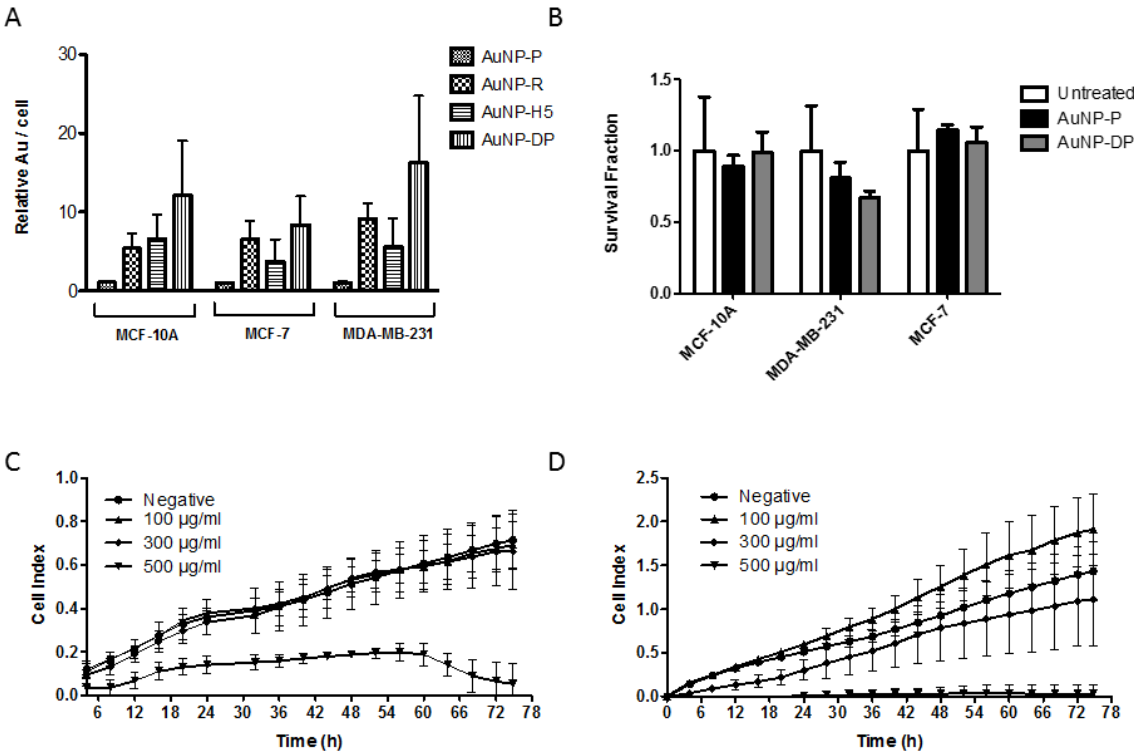 A
30
20
10
0
Relative Au / cell
AuNP-P
AuNP-R
AuNP-H5
AuNP-DP
MCF-10A
MCF-7
MDA-MB-231
B
1.5
1.0
0.5
0.0
Survival Fraction
Untreated
AuNP-P
AuNP-DP
MCF-10A
MDA-MB-231
MCF-7
C
1.0
0.8
0.6
0.4
0.2
0.0
Cell Index
Negative
100 µg/ml
300 µg/ml
500 µg/ml
6 12 18 24 30 36 42 48 54 60 66 72 78
Time (h)
D
2.5
2.0
1.5
1.0
0.5
0.0
Cell Index
Negative
100 µg/ml
300 µg/ml
500 µg/ml
0 6 12 18 24 30 36 42 48 54 60 66 72 78
Time (h)